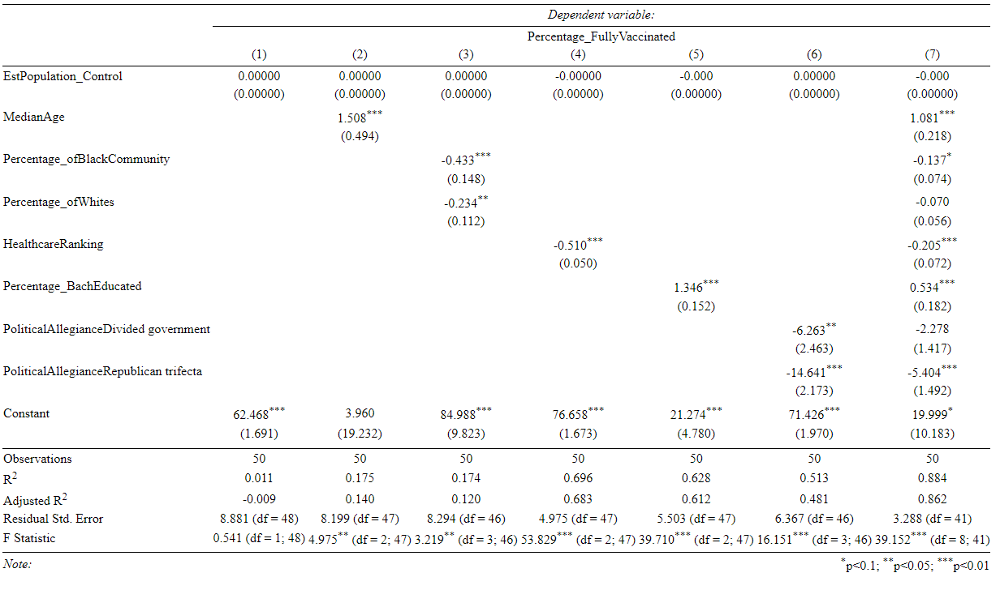 Dependent variable:
Percentage_FullyVaccinated
(1) (2) (3) (4) (5) (6) (7)
EstPopulation_Control 0.00000 0.00000 0.00000 -0.00000 -0.000 0.00000 -0.000
(0.00000) (0.00000) (0.00000) (0.00000) (0.00000) (0.00000) (0.00000)
MedianAge 1.508*** 1.081***
(0.494) (0.218)
Percentage_ofBlackCommunity -0.433*** -0.137*
(0.148) (0.074)
Percentage_ofWhites -0.234** -0.070
(0.112) (0.056)
HealthcareRanking -0.510*** -0.205***
(0.050) (0.072)
Percentage_BachEducated 1.346*** 0.534***
(0.152) (0.182)
PoliticalAllegianceDivided government -6.263** -2.278
(2.463) (1.417)
PoliticalAllegianceRepublican trifecta -14.641*** -5.404***
(2.173) (1.492)
Constant 62.468*** 3.960 84.988*** 76.658*** 21.274*** 71.426*** 19.999*
(1.691) (19.232) (9.823) (1.673) (4.780) (1.970) (10.183)
Observations 50 50 50 50 50 50 50
R2 0.011 0.175 0.174 0.696 0.628 0.513 0.884
Adjusted R2 -0.009 0.140 0.120 0.683 0.612 0.481 0.862
Residual Std. Error 8.881 (df = 48) 8.199 (df = 47) 8.294 (df = 46) 4.975 (df = 47) 5.503 (df = 47) 6.367 (df = 46) 3.288 (df = 41)
F Statistic 0.541 (df = 1; 48) 4.975** (df = 2; 47) 3.219** (df = 3; 46) 53.829*** (df = 2; 47) 39.710*** (df = 2; 47) 16.151*** (df = 3; 46) 39.152*** (df = 8; 41)
Note: *p<0.1; **p<0.05; ***p<0.01